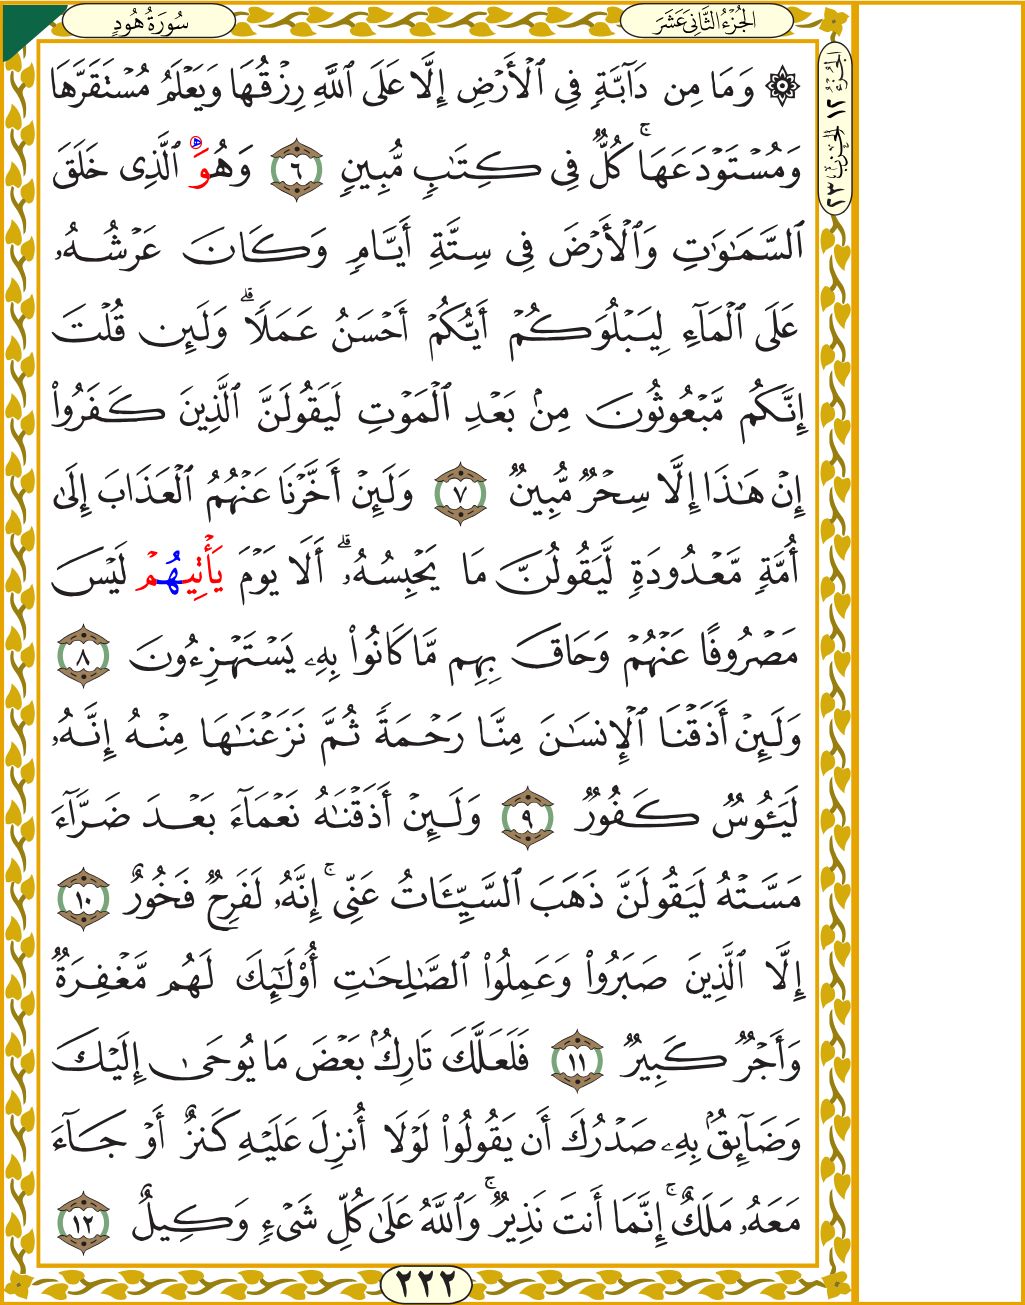 سُورَةُ هُودٍ
الجُزْءُ الثَّانِي عَشَرَ
الجُزْءُ ١٢ الحِزْبُ ٢٣
۞ وَمَا مِن دَآبَّةٍ فِي ٱلْأَرْضِ إِلَّا عَلَى ٱللَّهِ رِزْقُهَا وَيَعْلَمُ مُسْتَقَرَّهَا
وَمُسْتَوْدَعَهَاۚ كُلٌّ فِي كِتَٰبٍ مُّبِينٍ ٦ وَهُوَ ٱلَّذِي خَلَقَ
ٱلسَّمَٰوَٰتِ وَٱلْأَرْضَ فِي سِتَّةِ أَيَّامٍ وَكَانَ عَرْشُهُۥ
عَلَى ٱلْمَآءِ لِيَبْلُوَكُمْ أَيُّكُمْ أَحْسَنُ عَمَلًاۗ وَلَئِن قُلْتَ
إِنَّكُم مَّبْعُوثُونَ مِنۢ بَعْدِ ٱلْمَوْتِ لَيَقُولَنَّ ٱلَّذِينَ كَفَرُوا۟
إِنْ هَٰذَا إِلَّا سِحْرٌ مُّبِينٌ ٧ وَلَئِنْ أَخَّرْنَا عَنْهُمُ ٱلْعَذَابَ إِلَىٰ
أُمَّةٍ مَّعْدُودَةٍ لَّيَقُولُنَّ مَا يَحْبِسُهُۥۗ أَلَا يَوْمَ يَأْتِيهُمْ لَيْسَ
مَصْرُوفًا عَنْهُمْ وَحَاقَ بِهِم مَّا كَانُوا۟ بِهِۦ يَسْتَهْزِءُونَ ٨
وَلَئِنْ أَذَقْنَا ٱلْإِنسَٰنَ مِنَّا رَحْمَةً ثُمَّ نَزَعْنَٰهَا مِنْهُ إِنَّهُۥ
لَيَـُٔوسٌ كَفُورٌ ٩ وَلَئِنْ أَذَقْنَٰهُ نَعْمَآءَ بَعْدَ ضَرَّآءَ
مَسَّتْهُ لَيَقُولَنَّ ذَهَبَ ٱلسَّيِّـَٔاتُ عَنِّيۚ إِنَّهُۥ لَفَرِحٌ فَخُورٌ ١٠
إِلَّا ٱلَّذِينَ صَبَرُوا۟ وَعَمِلُوا۟ ٱلصَّٰلِحَٰتِ أُو۟لَٰٓئِكَ لَهُم مَّغْفِرَةٌ
وَأَجْرٌ كَبِيرٌ ١١ فَلَعَلَّكَ تَارِكٌۢ بَعْضَ مَا يُوحَىٰ إِلَيْكَ
وَضَآئِقٌۢ بِهِۦ صَدْرُكَ أَن يَقُولُوا۟ لَوْلَا أُنزِلَ عَلَيْهِ كَنزٌ أَوْ جَآءَ
مَعَهُۥ مَلَكٌۚ إِنَّمَا أَنتَ نَذِيرٌۚ وَٱللَّهُ عَلَىٰ كُلِّ شَيْءٍ وَكِيلٌ ١٢
٢٢٢